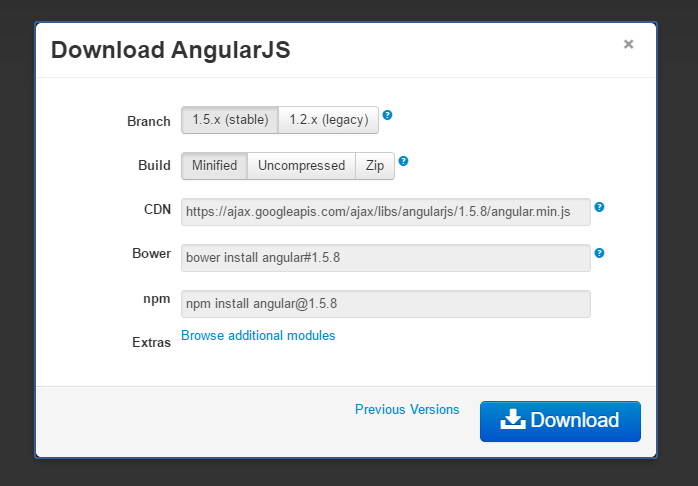 Download AngularJS ×
Branch 1.5.x (stable) 1.2.x (legacy) ?
Build Minified Uncompressed Zip ?
CDN https://ajax.googleapis.com/ajax/libs/angularjs/1.5.8/angular.min.js ?
Bower bower install angular#1.5.8 ?
npm npm install angular@1.5.8
Extras Browse additional modules
Previous Versions Download